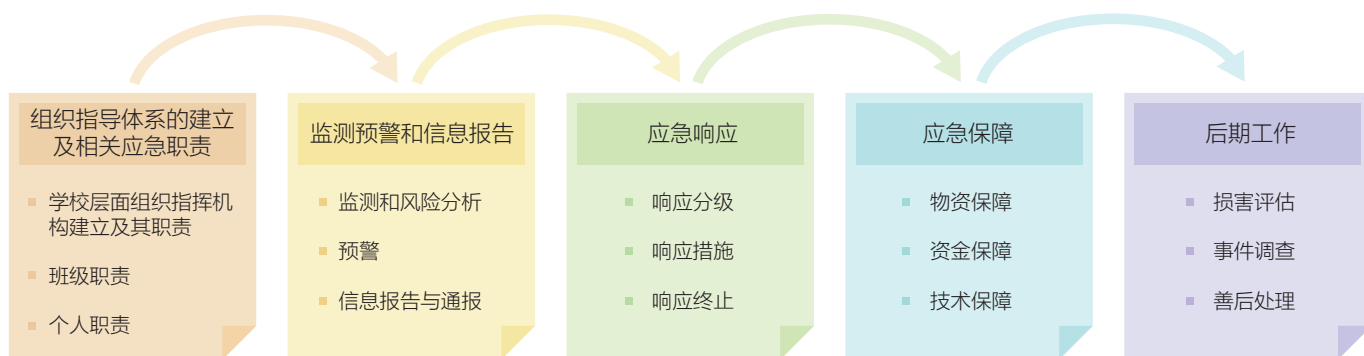 组织指导体系的建立
及相关应急职责
学校层面组织指挥机
构建立及其职责
班级职责
个人职责
监测预警和信息报告
监测和风险分析
预警
信息报告与通报
应急响应
响应分级
响应措施
响应终止
应急保障
物资保障
资金保障
技术保障
后期工作
损害评估
事件调查
善后处理